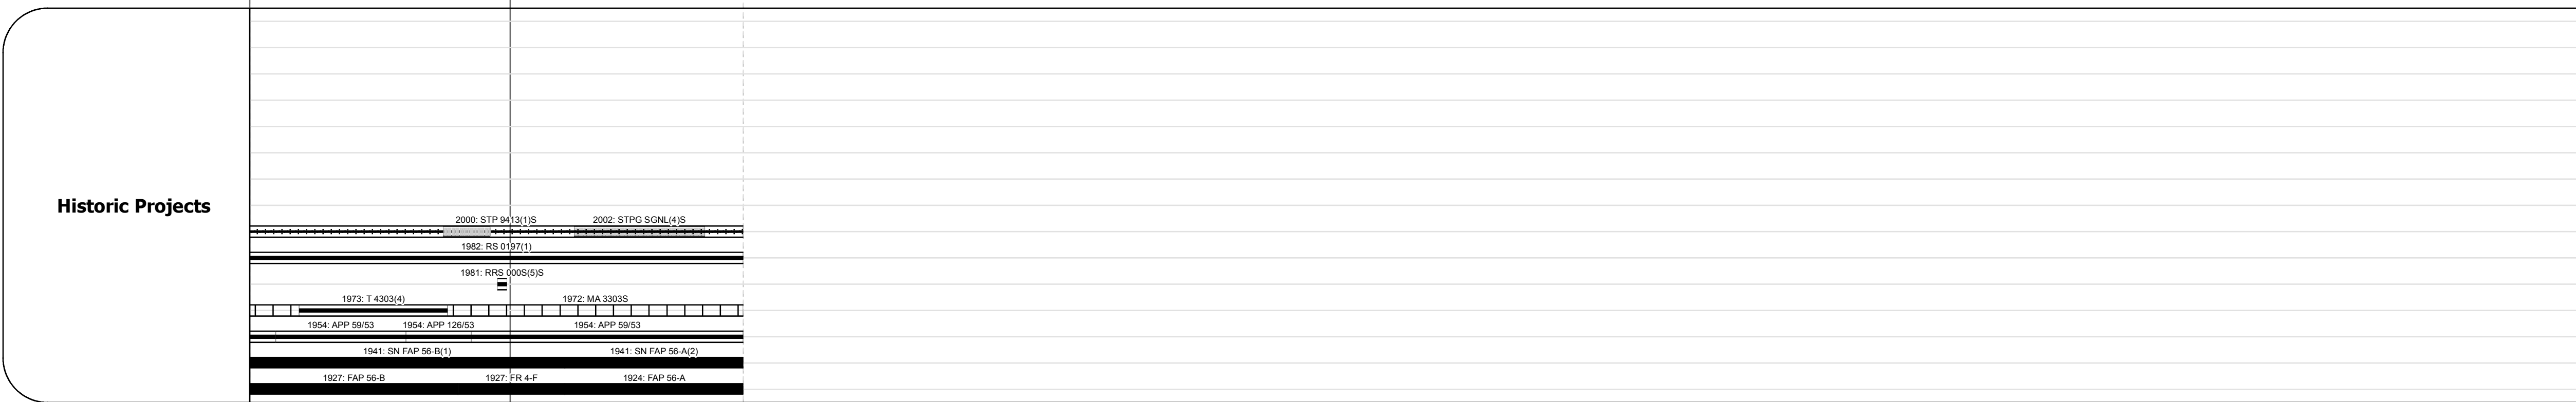 Historic Projects
2000: STP 9413(1)S 2002: STPG SGNL(4)S
1982: RS 0197(1)
1981: RRS 000S(5)S
1973: T 4303(4) 1972: MA 3303S
1954: APP 59/53 1954: APP 126/53 1954: APP 59/53
1941: SN FAP 56-B(1) 1941: SN FAP 56-A(2)
1927: FAP 56-B 1927: FR 4-F 1924: FAP 56-A